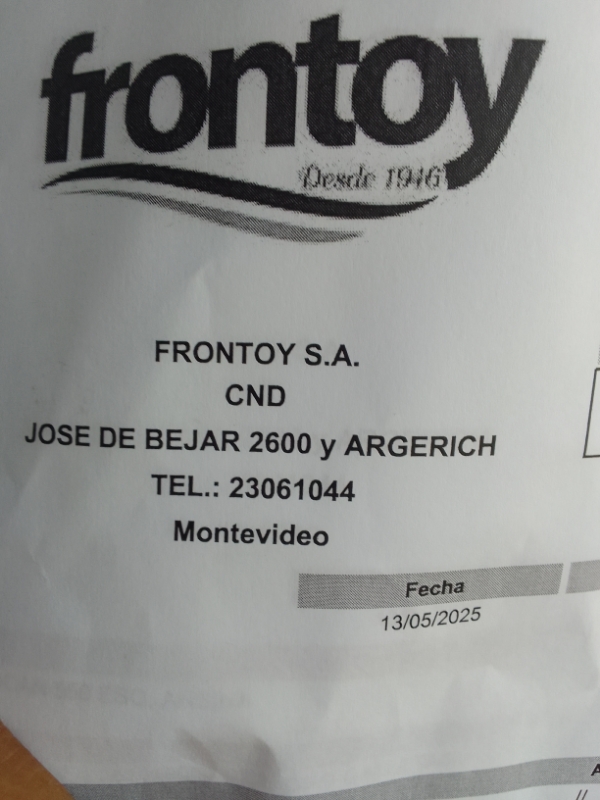 frontoy
Desde 1946
FRONTOY S.A.
CND
JOSE DE BEJAR 2600 y ARGERICH
TEL.: 23061044
Montevideo
Fecha
13/05/2025
A
//